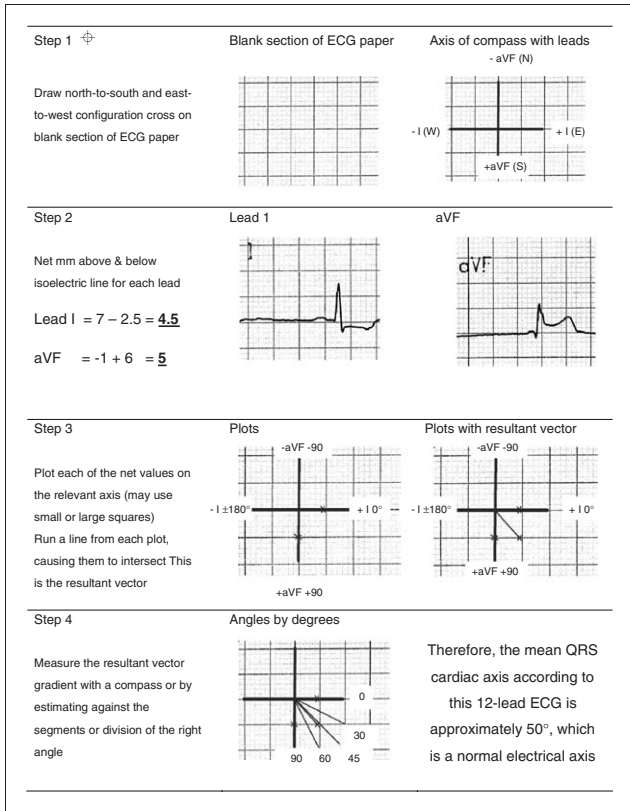 Step 1
Blank section of ECG paper
Axis of compass with leads
Draw north-to-south and east-
to-west configuration cross on
blank section of ECG paper
- aVF (N)
- I (W)
+ I (E)
+aVF (S)
Step 2
Lead 1
aVF
Net mm above & below
isoelectric line for each lead
Lead I = 7 – 2.5 = 4.5
aVF = -1 + 6 = 5
aVF
Step 3
Plots
Plots with resultant vector
Plot each of the net values on
the relevant axis (may use
small or large squares)
Run a line from each plot,
causing them to intersect This
is the resultant vector
-aVF -90
- I ±180°
+ I 0°
+aVF +90
-aVF -90
- I ±180°
+ I 0°
+aVF +90
Step 4
Angles by degrees
Measure the resultant vector
gradient with a compass or by
estimating against the
segments or division of the right
angle
0
30
90 60 45
Therefore, the mean QRS
cardiac axis according to
this 12-lead ECG is
approximately 50°, which
is a normal electrical axis